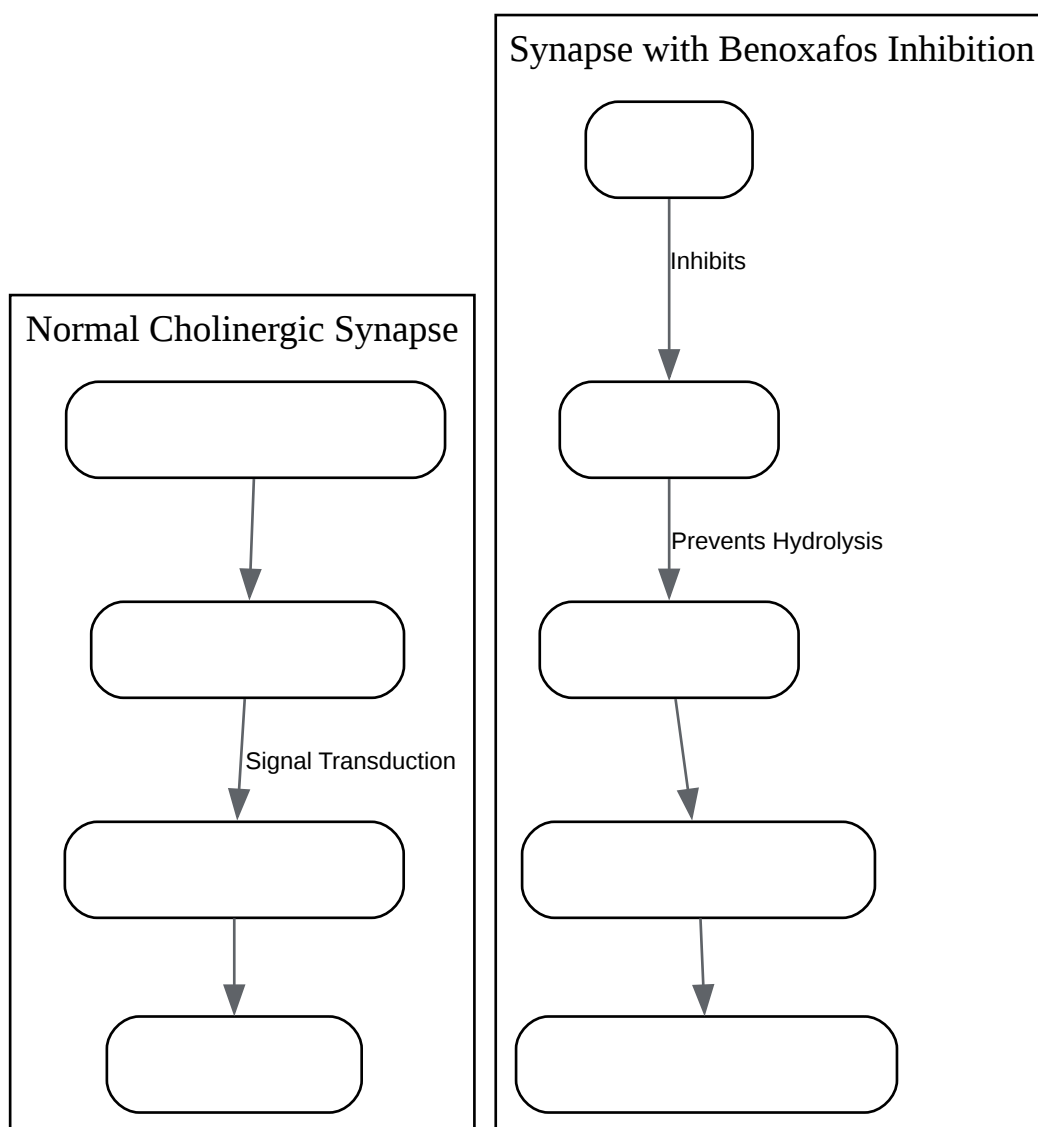 Synapse with Benoxafos Inhibition
Inhibits
Normal Cholinergic Synapse
Prevents Hydrolysis
Signal Transduction